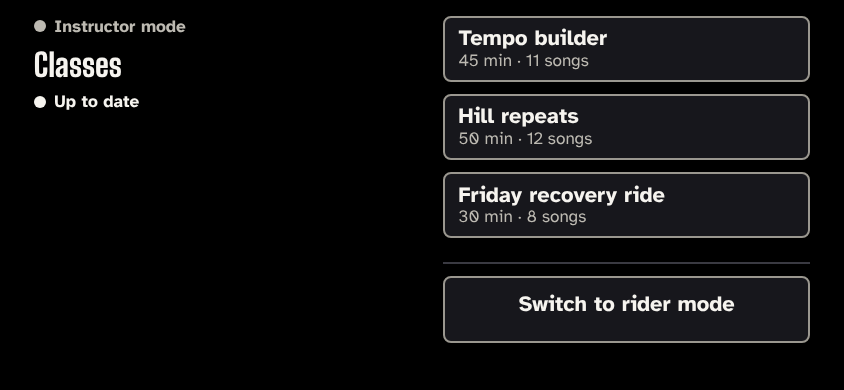 Instructor mode
Classes
Up to date
Tempo builder
45 min · 11 songs
Hill repeats
50 min · 12 songs
Friday recovery ride
30 min · 8 songs
Switch to rider mode